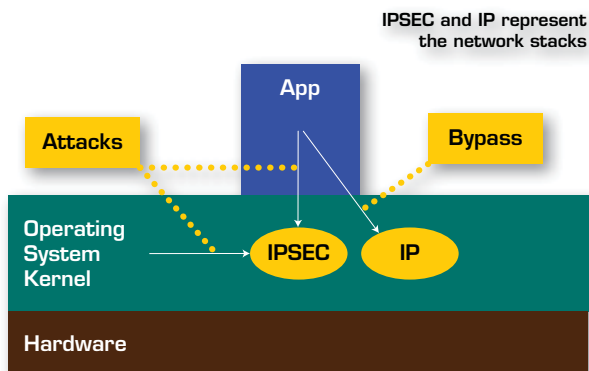 IPSEC and IP represent
the network stacks
App
Attacks
Bypass
Operating
System
Kernel
IPSEC
IP
Hardware